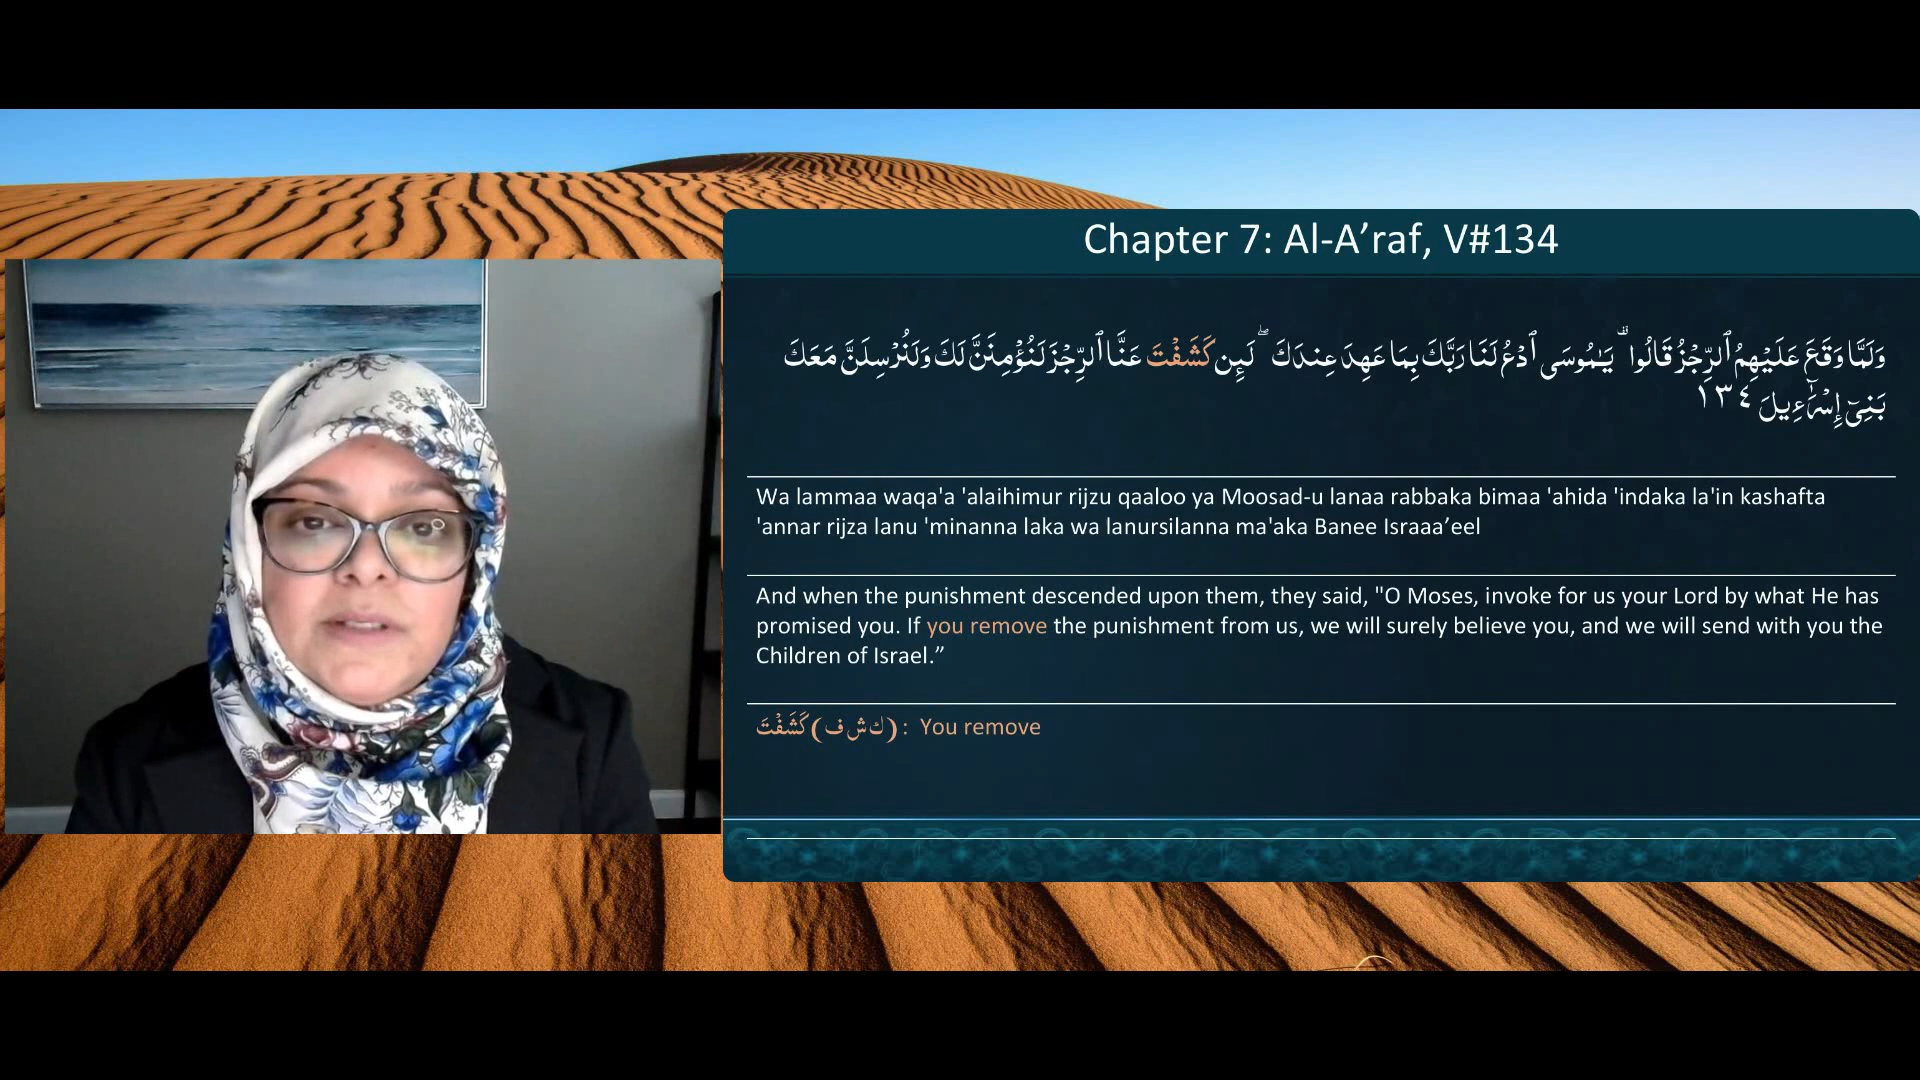 Chapter 7: Al-A’raf, V#134
وَلَمَّا وَقَعَ عَلَيْهِمُ ٱلرِّجْزُ قَالُوا۟ يَـٰمُوسَى ٱدْعُ لَنَا رَبَّكَ بِمَا عَهِدَ عِندَكَ ۖ لَئِن كَشَفْتَ عَنَّا ٱلرِّجْزَ لَنُؤْمِنَنَّ لَكَ وَلَنُرْسِلَنَّ مَعَكَ
بَنِىٓ إِسْرَٰٓءِيلَ ١٣٤
Wa lammaa waqa'a 'alaihimur rijzu qaaloo ya Moosad-u lanaa rabbaka bimaa 'ahida 'indaka la'in kashafta
'annar rijza lanu 'minanna laka wa lanursilanna ma'aka Banee Israaa’eel
And when the punishment descended upon them, they said, "O Moses, invoke for us your Lord by what He has
promised you. If you remove the punishment from us, we will surely believe you, and we will send with you the
Children of Israel.”
كَشَفْتَ (ك ش ف) : You remove